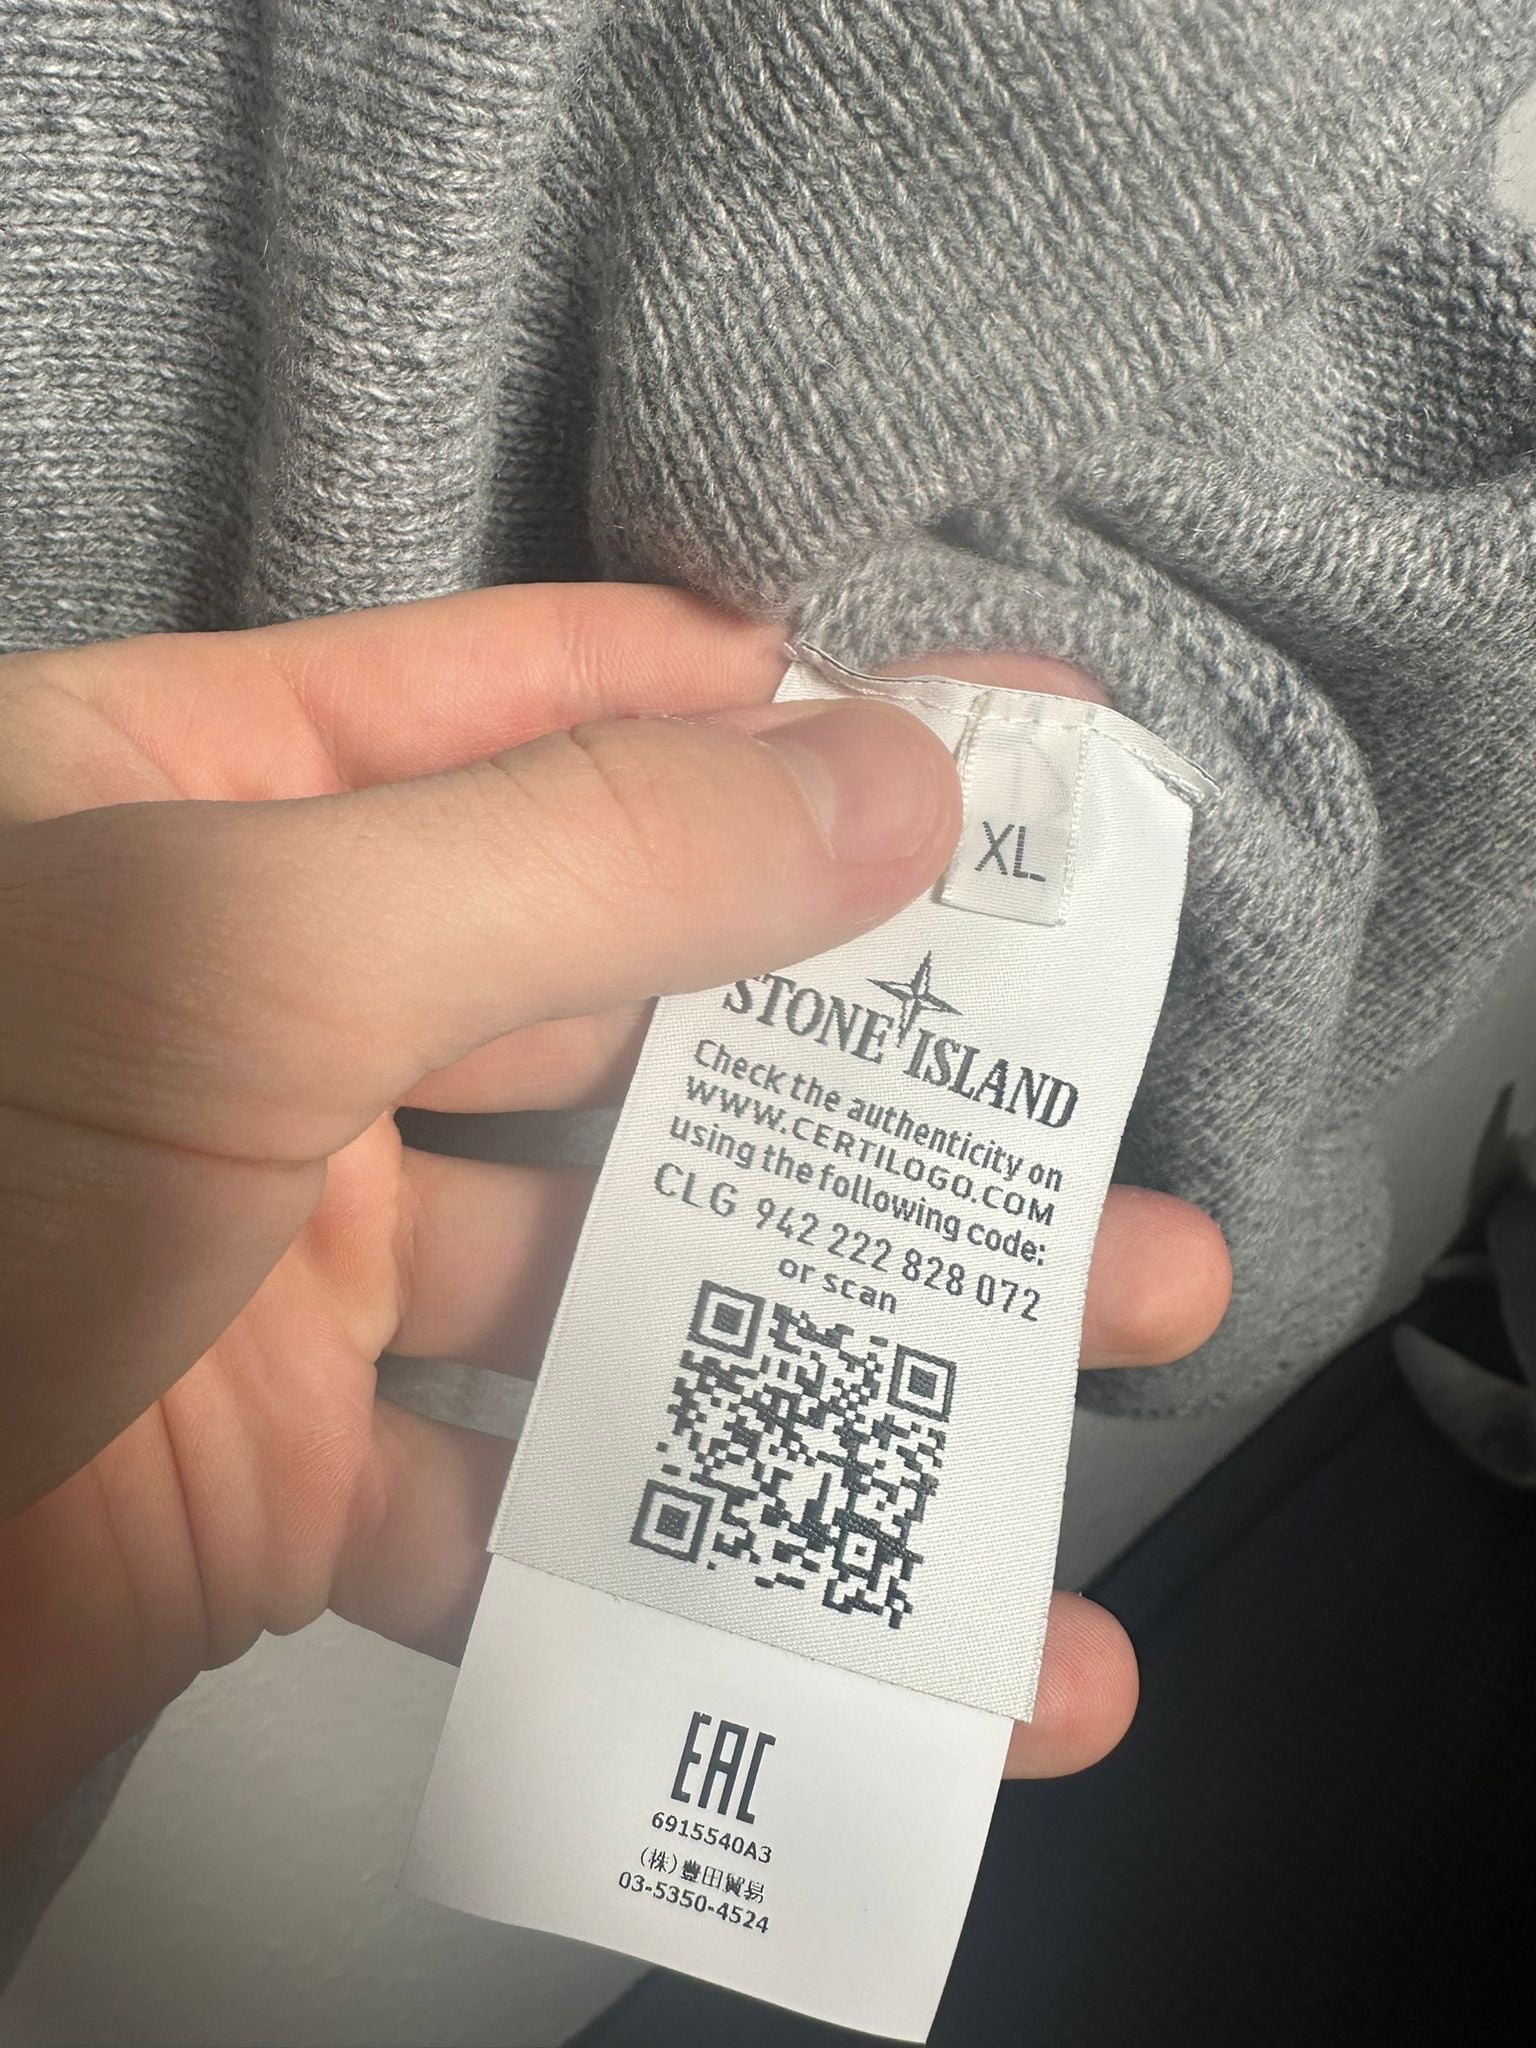 XL
STONE ISLAND
Check the authenticity on
WWW.CERTILOGO.COM
using the following code:
CLG 942 222 828 072
or scan
EAC
6915540A3
(株)豊田貿易
03-5350-4524